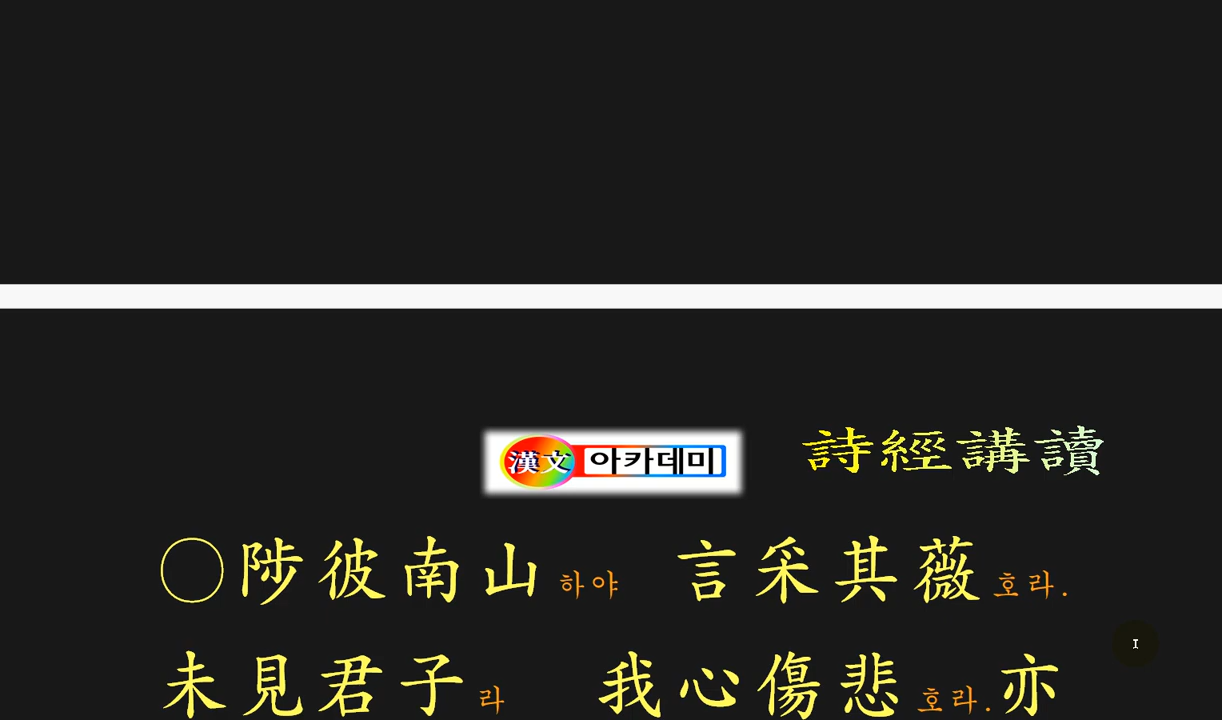 漢文 아카데미 詩經講讀
○陟彼南山 하야 言采其薇 호라.
未見君子 라 我心傷悲 호라. 亦